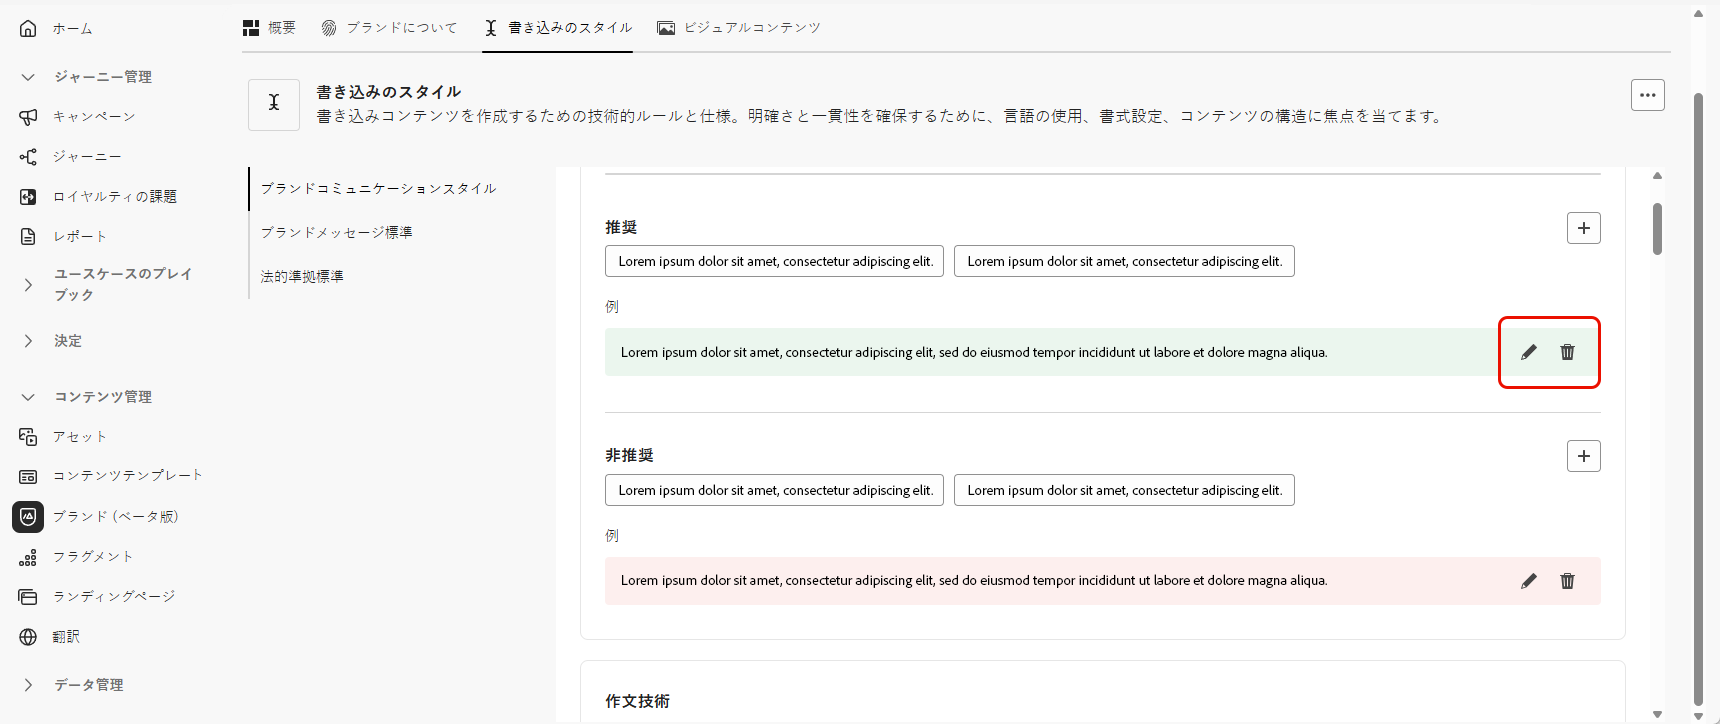 ホーム
ジャーニー管理
キャンペーン
ジャーニー
ロイヤルティの課題
レポート
ユースケースのプレイ
ブック
決定
コンテンツ管理
アセット
コンテンツテンプレート
ブランド (ベータ版)
フラグメント
ランディングページ
翻訳
データ管理
概要
ブランドについて
書き込みのスタイル
ビジュアルコンテンツ
書き込みのスタイル
書き込みコンテンツを作成するための技術的ルールと仕様。明確さと一貫性を確保するために、言語の使用、書式設定、コンテンツの構造に焦点を当てます。
ブランドコミュニケーションスタイル
ブランドメッセージ標準
法的準拠標準
推奨
Lorem ipsum dolor sit amet, consectetur adipiscing elit.
Lorem ipsum dolor sit amet, consectetur adipiscing elit.
例
Lorem ipsum dolor sit amet, consectetur adipiscing elit, sed do eiusmod tempor incididunt ut labore et dolore magna aliqua.
非推奨
Lorem ipsum dolor sit amet, consectetur adipiscing elit.
Lorem ipsum dolor sit amet, consectetur adipiscing elit.
例
Lorem ipsum dolor sit amet, consectetur adipiscing elit, sed do eiusmod tempor incididunt ut labore et dolore magna aliqua.
作文技術